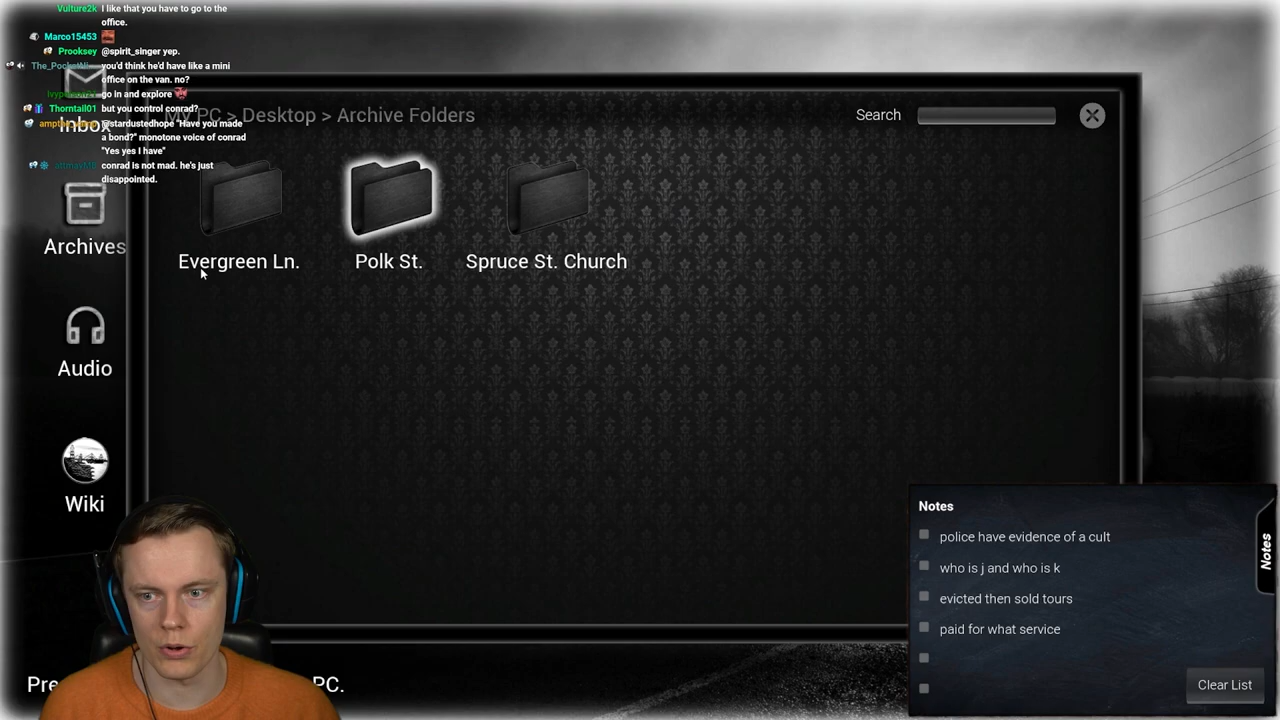 Vulture2k I like that you have to go to the
office.
Marco15453
Prooksey @spirit_singer yep.
you'd think he'd have like a mini
office on the van. no?
go in and explore
Thorntail01 but you control conrad?
@stardustedhope "Have you made
a bond?" monotone voice of conrad
"Yes yes I have"
conrad is not mad. he's just
disappointed.
Inbox
Archives
Audio
Wiki
PC > Desktop > Archive Folders
Search
Evergreen Ln.
Polk St.
Spruce St. Church
Notes
police have evidence of a cult
who is j and who is k
evicted then sold tours
paid for what service
Clear List
Notes
Pre
PC.